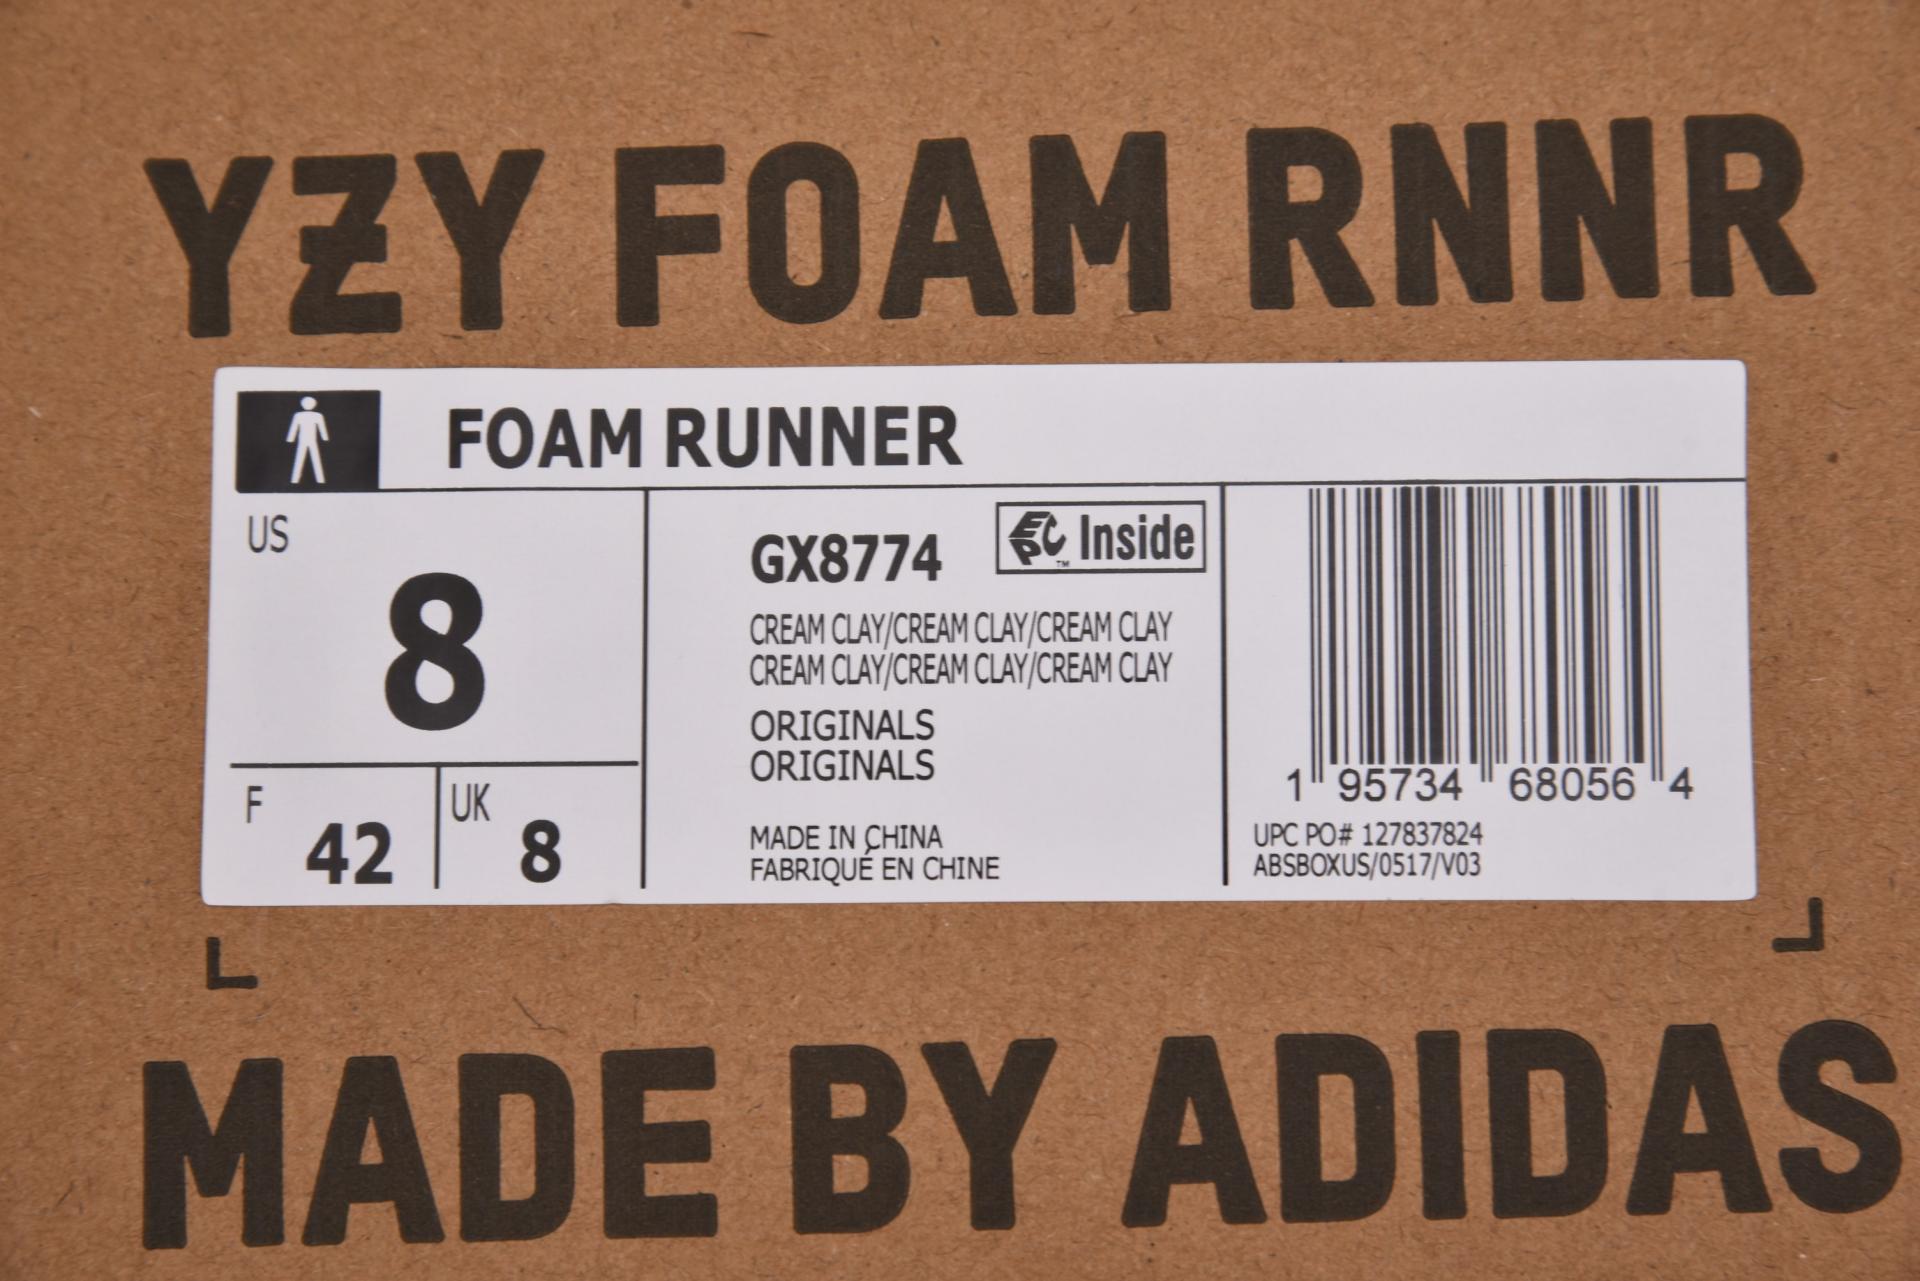 YZY FOAM RNNR
FOAM RUNNER
US
8
F 42
UK 8
GX8774
EPC™ Inside
CREAM CLAY/CREAM CLAY/CREAM CLAY
CREAM CLAY/CREAM CLAY/CREAM CLAY
ORIGINALS
ORIGINALS
MADE IN CHINA
FABRIQUÉ EN CHINE
1 95734 68056 4
UPC PO# 127837824
ABSBOXUS/0517/V03
MADE BY ADIDAS